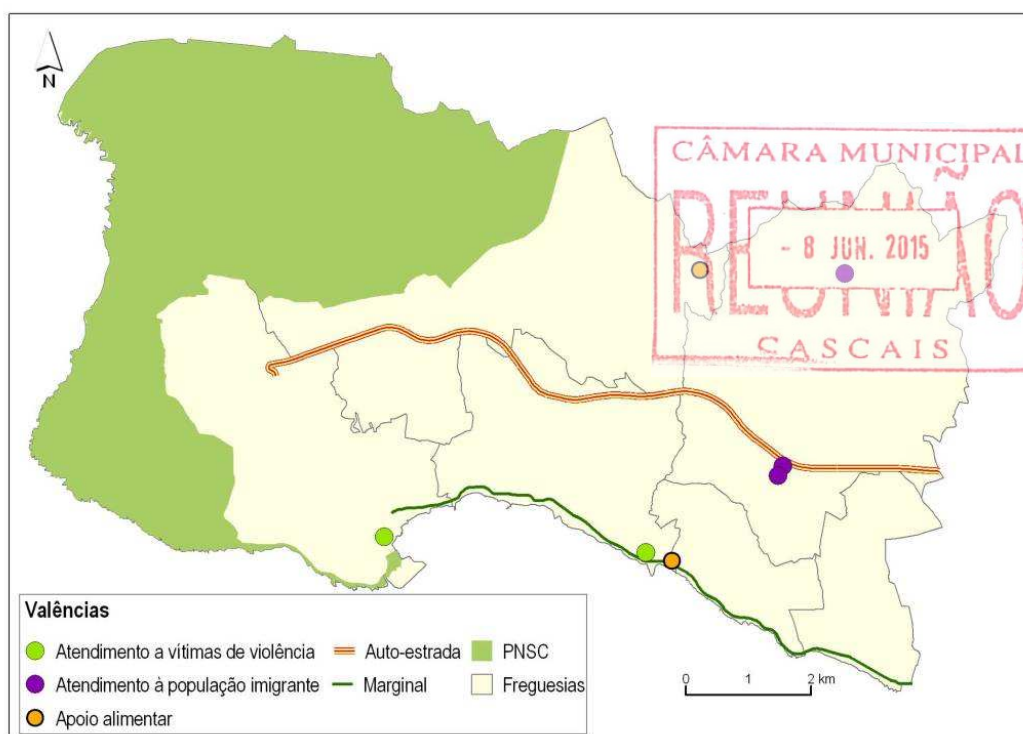 N
CÂMARA MUNICIPAL
REUNIÃO
- 8 JUN. 2015
CASCAIS
Valências
Atendimento a vítimas de violência
Auto-estrada
PNSC
Atendimento à população imigrante
Marginal
Freguesias
Apoio alimentar
0 1 2 km